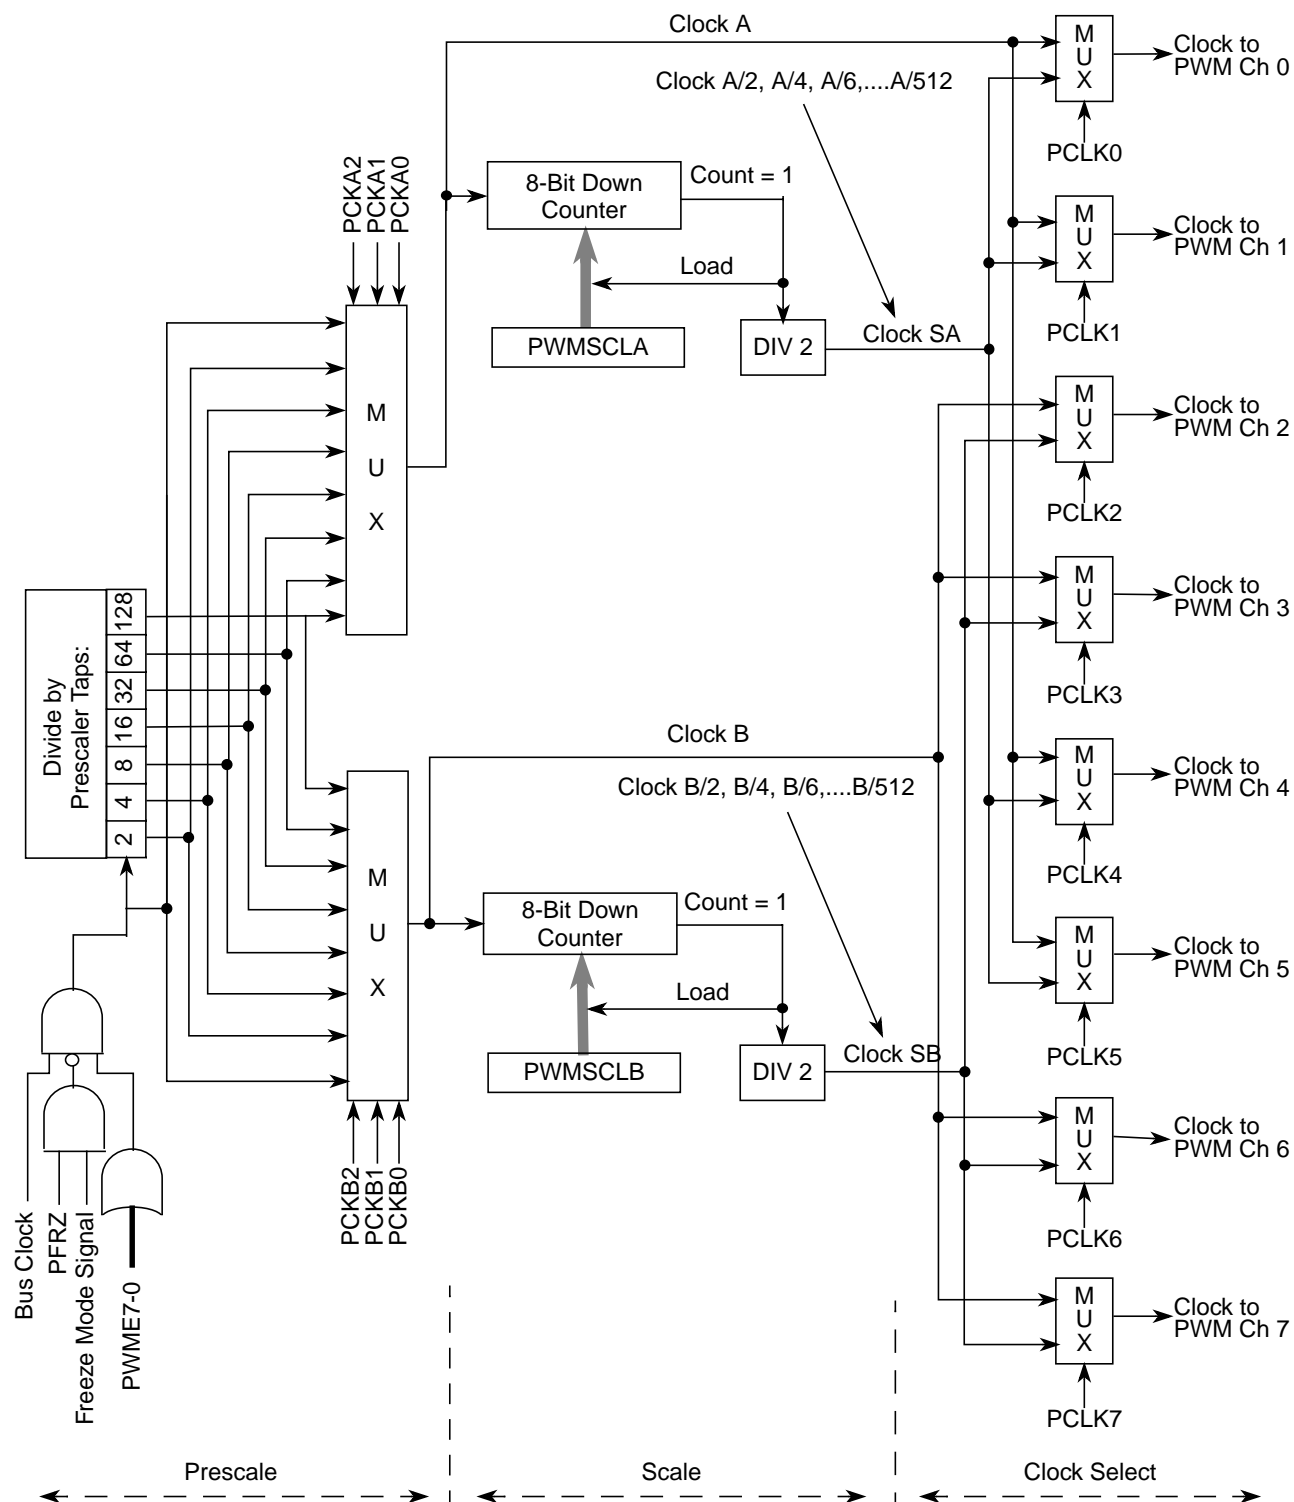 Clock A
Clock A/2, A/4, A/6,....A/512
M
U
X
Clock to
PWM Ch 0
PCLK0
PCKA2
PCKA1
PCKA0
8-Bit Down
Counter
Count = 1
Load
PWMSCLA
DIV 2
Clock SA
M
U
X
M
U
X
Clock to
PWM Ch 1
PCLK1
M
U
X
Clock to
PWM Ch 2
PCLK2
M
U
X
Clock to
PWM Ch 3
PCLK3
Divide by
Prescaler Taps:
128
64
32
16
8
4
2
Clock B
Clock B/2, B/4, B/6,....B/512
M
U
X
Clock to
PWM Ch 4
PCLK4
M
U
X
8-Bit Down
Counter
Count = 1
Load
PWMSCLB
DIV 2
Clock SB
M
U
X
Clock to
PWM Ch 5
PCLK5
PCKB2
PCKB1
PCKB0
M
U
X
Clock to
PWM Ch 6
PCLK6
Bus Clock
PFRZ
Freeze Mode Signal
PWME7-0
M
U
X
Clock to
PWM Ch 7
PCLK7
Prescale
Scale
Clock Select